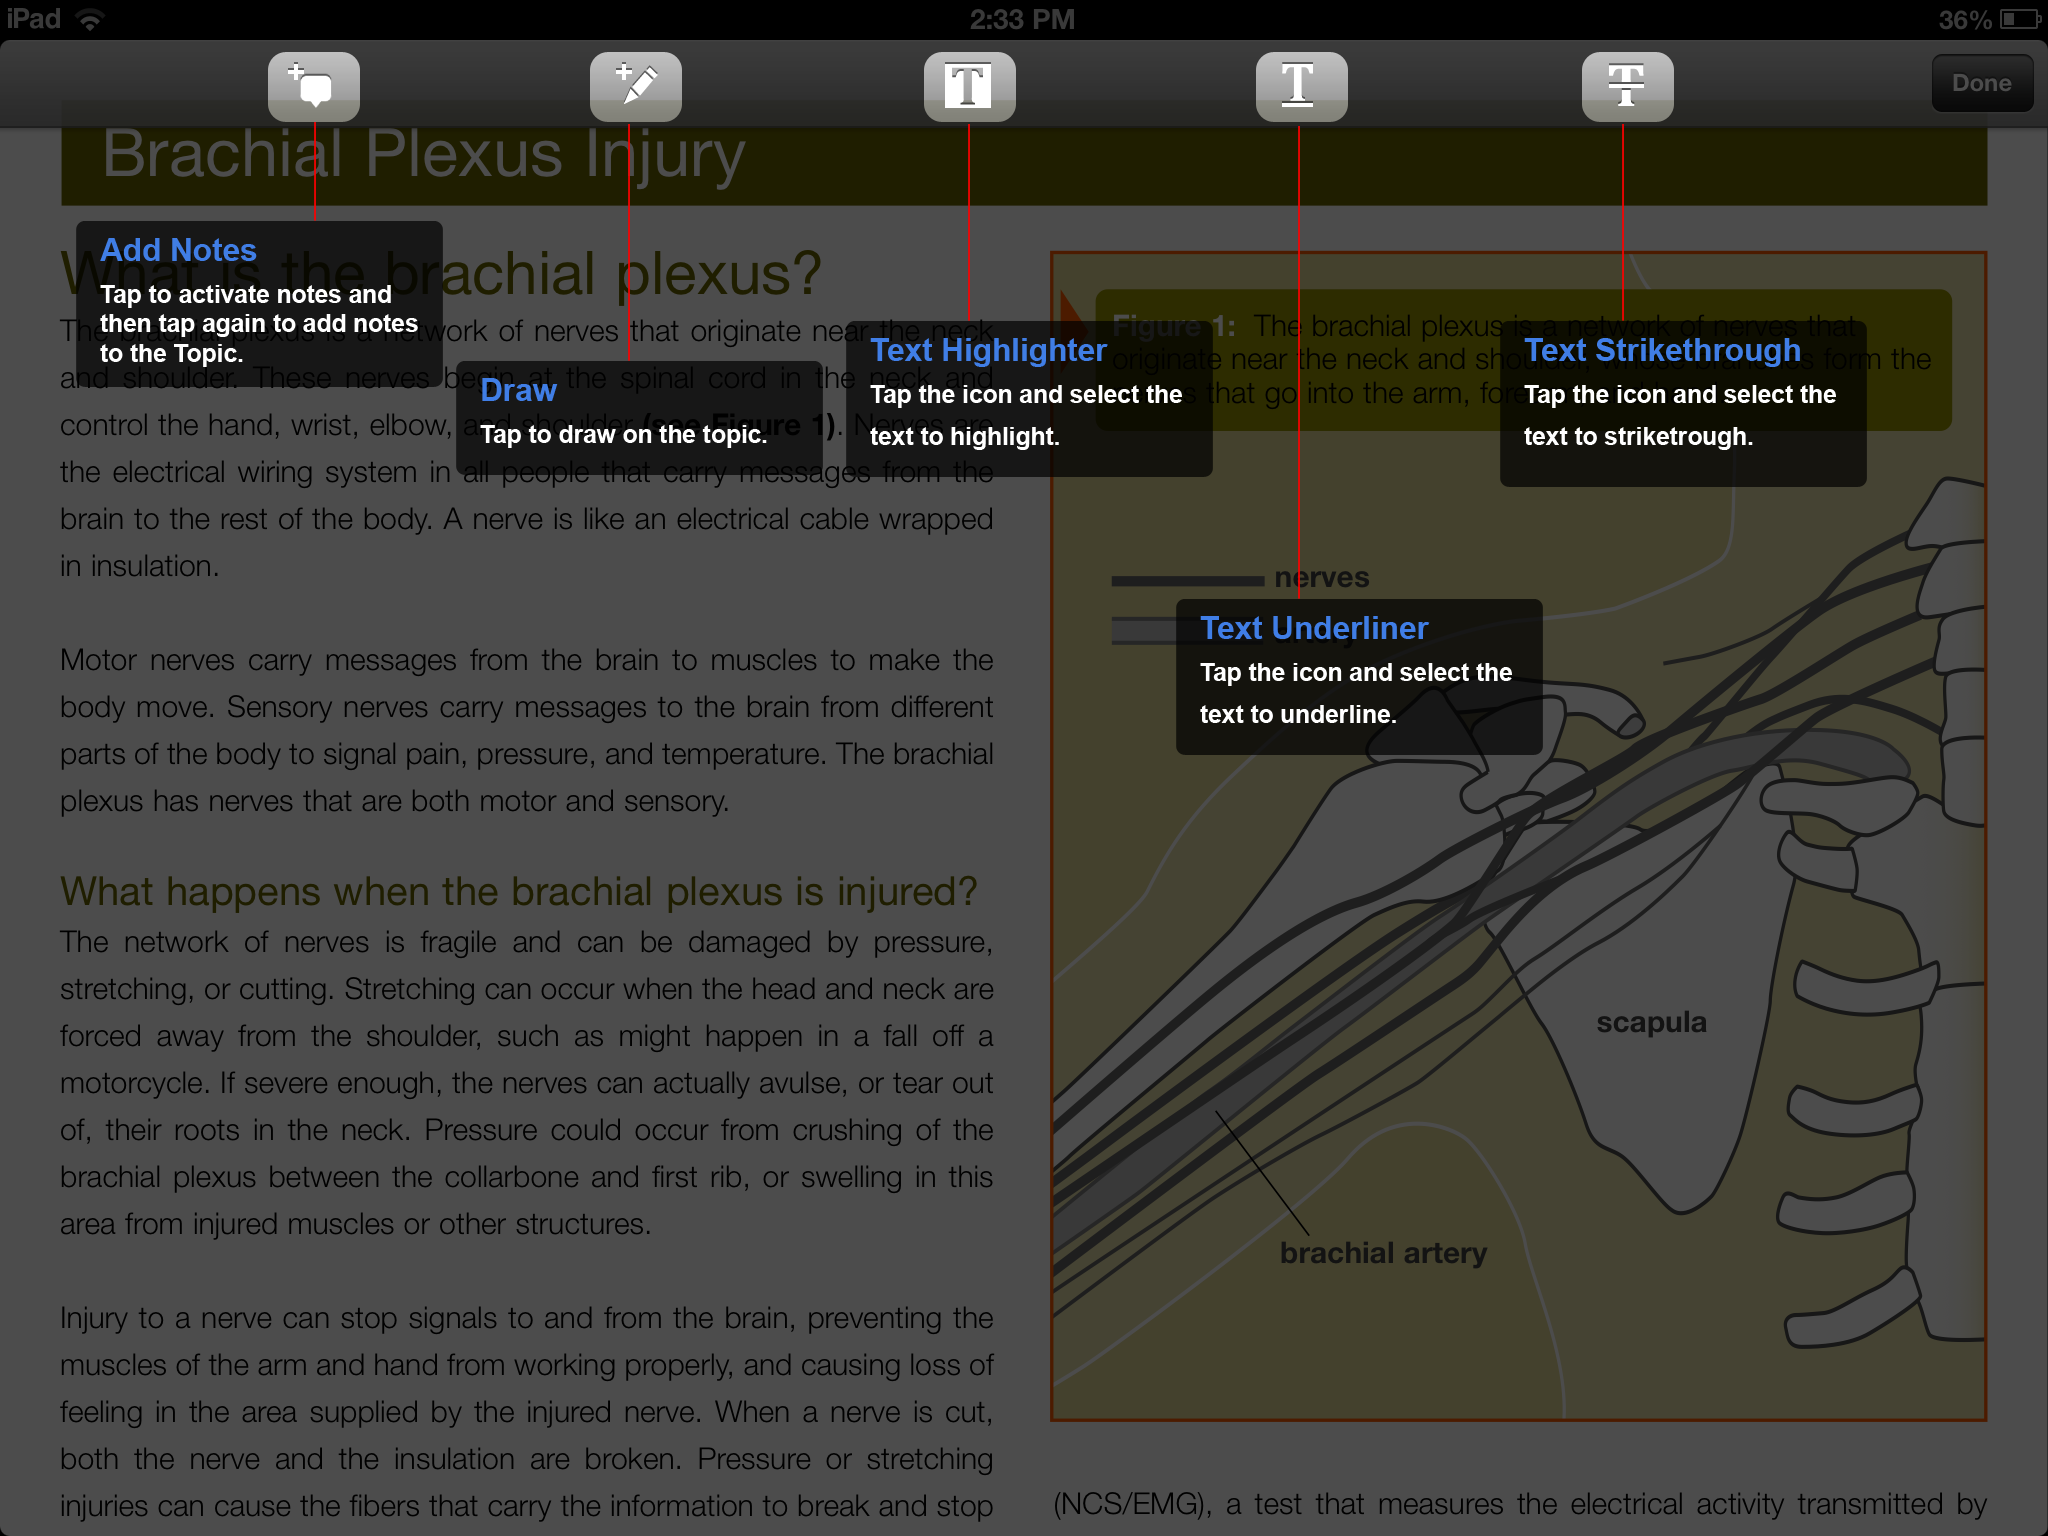 iPad
2:33 PM
36%
Done
Brachial Plexus Injury
Add Notes
Tap to activate notes and
then tap again to add notes
to the Topic.
Draw
Tap to draw on the topic.
Text Highlighter
Tap the icon and select the
text to highlight.
Text Underliner
Tap the icon and select the
text to underline.
Text Strikethrough
Tap the icon and select the
text to striketrough.
What is the brachial plexus?
The brachial plexus is a network of nerves that originate near the neck
and shoulder. These nerves begin at the spinal cord in the neck and
control the hand, wrist, elbow, and shoulder (see Figure 1). Nerves are
the electrical wiring system in all people that carry messages from the
brain to the rest of the body. A nerve is like an electrical cable wrapped
in insulation.
Motor nerves carry messages from the brain to muscles to make the
body move. Sensory nerves carry messages to the brain from different
parts of the body to signal pain, pressure, and temperature. The brachial
plexus has nerves that are both motor and sensory.
What happens when the brachial plexus is injured?
The network of nerves is fragile and can be damaged by pressure,
stretching, or cutting. Stretching can occur when the head and neck are
forced away from the shoulder, such as might happen in a fall off a
motorcycle. If severe enough, the nerves can actually avulse, or tear out
of, their roots in the neck. Pressure could occur from crushing of the
brachial plexus between the collarbone and first rib, or swelling in this
area from injured muscles or other structures.
Injury to a nerve can stop signals to and from the brain, preventing the
muscles of the arm and hand from working properly, and causing loss of
feeling in the area supplied by the injured nerve. When a nerve is cut,
both the nerve and the insulation are broken. Pressure or stretching
injuries can cause the fibers that carry the information to break and stop
Figure 1: The brachial plexus is a network of nerves that
originate near the neck and shoulder, whose branches form the
that go into the arm,
nerves
scapula
brachial artery
(NCS/EMG), a test that measures the electrical activity transmitted by